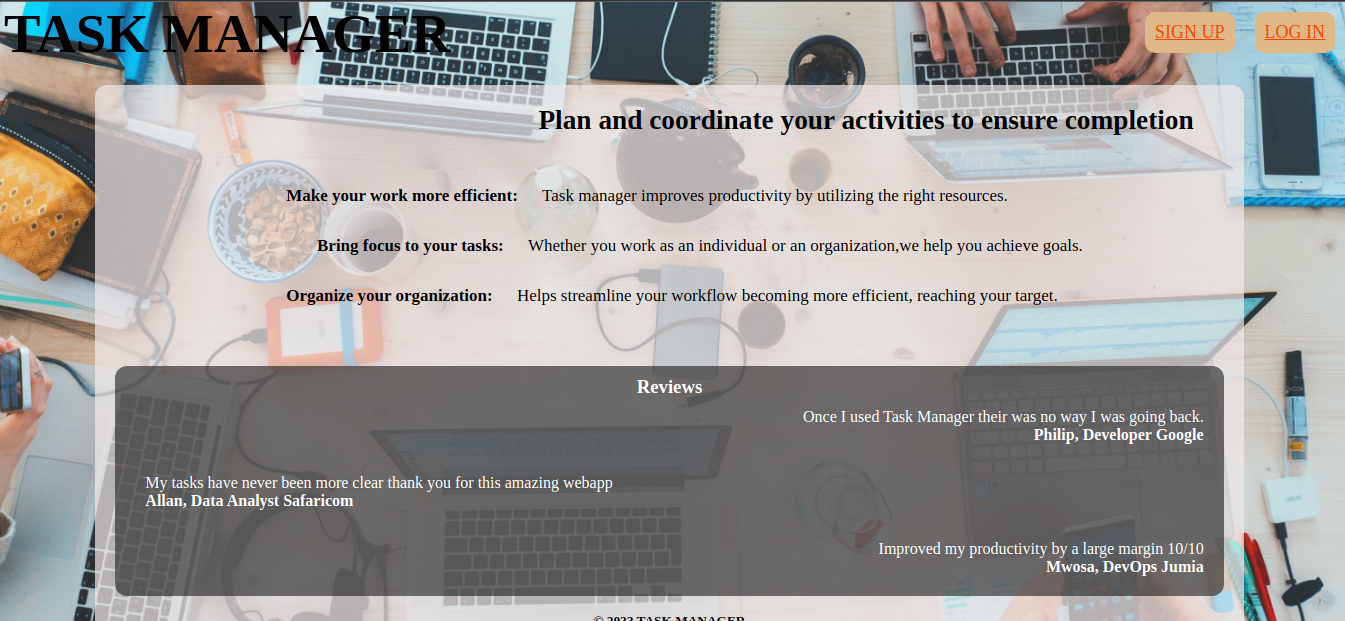 TASK MANAGER
SIGN UP
LOG IN
Plan and coordinate your activities to ensure completion
Make your work more efficient: Task manager improves productivity by utilizing the right resources.
Bring focus to your tasks: Whether you work as an individual or an organization,we help you achieve goals.
Organize your organization: Helps streamline your workflow becoming more efficient, reaching your target.
Reviews
Once I used Task Manager their was no way I was going back.
Philip, Developer Google
My tasks have never been more clear thank you for this amazing webapp
Allan, Data Analyst Safaricom
Improved my productivity by a large margin 10/10
Mwosa, DevOps Jumia
© 2022 TASK MANAGER